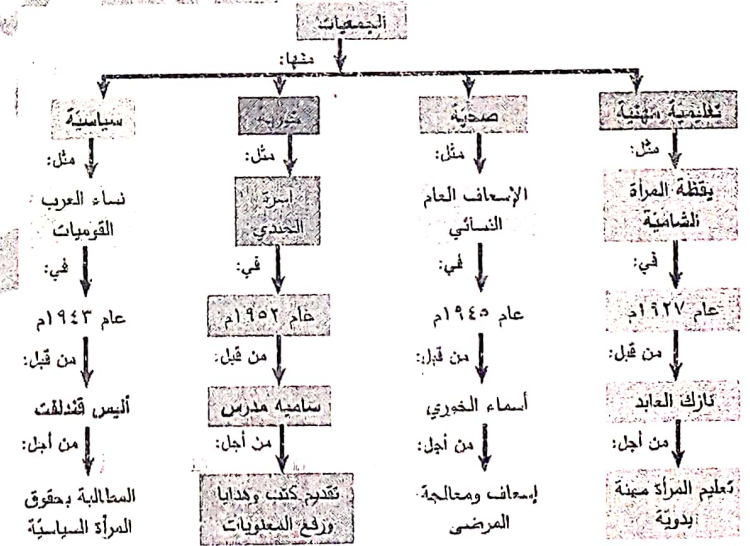 الجمعيات
منها:
تعليمية مهنية
مثل:
يقظة المرأة
الشامية
في:
عام ١٩٢٧م
من قبل:
نازك العابد
من أجل:
تعليم المرأة مهنة
يدوية
صحية
مثل:
الإسعاف العام
النسائي
في:
عام ١٩٤٥م
من قبل:
أسماء الخوري
من أجل:
إسعاف ومعالجة
المرضى
خيرية
مثل:
أسرة
الجندي
في:
عام ١٩٥٢م
من قبل:
سامية مدرس
من أجل:
تقديم كتب وهدايا
ورفع المعنويات
سياسية
مثل:
نساء العرب
القوميات
في:
عام ١٩٤٣م
من قبل:
أليس قندلفت
من أجل:
المطالبة بحقوق
المرأة السياسية